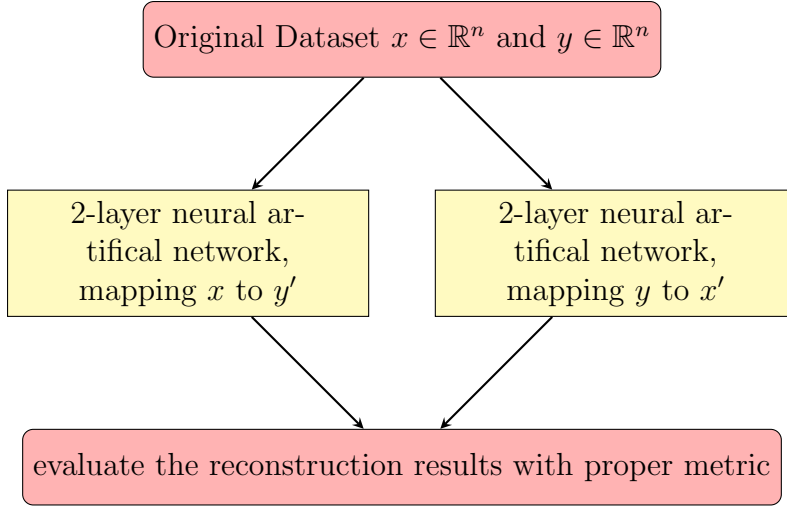 Original Dataset x ∈ ℝⁿ and y ∈ ℝⁿ
2-layer neural ar-
tifical network,
mapping x to y′
2-layer neural ar-
tifical network,
mapping y to x′
evaluate the reconstruction results with proper metric